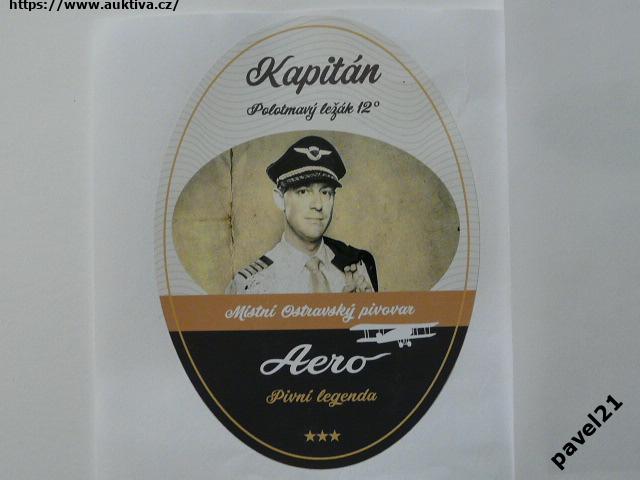 https://www.auktiva.cz/
Kapitán
Polotmavý ležák 12°
Místní Ostravský pivovar
Aero
Pivní legenda
pavel21